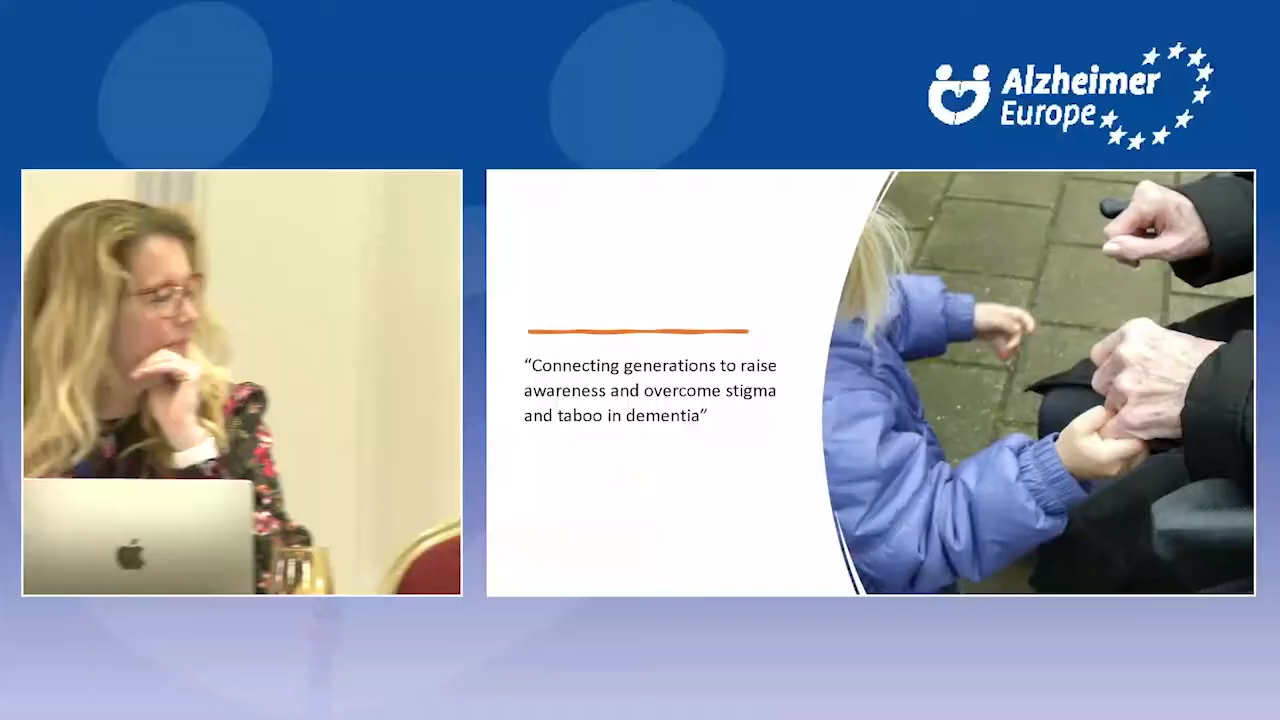 Alzheimer
Europe
“Connecting generations to raise
awareness and overcome stigma
and taboo in dementia”